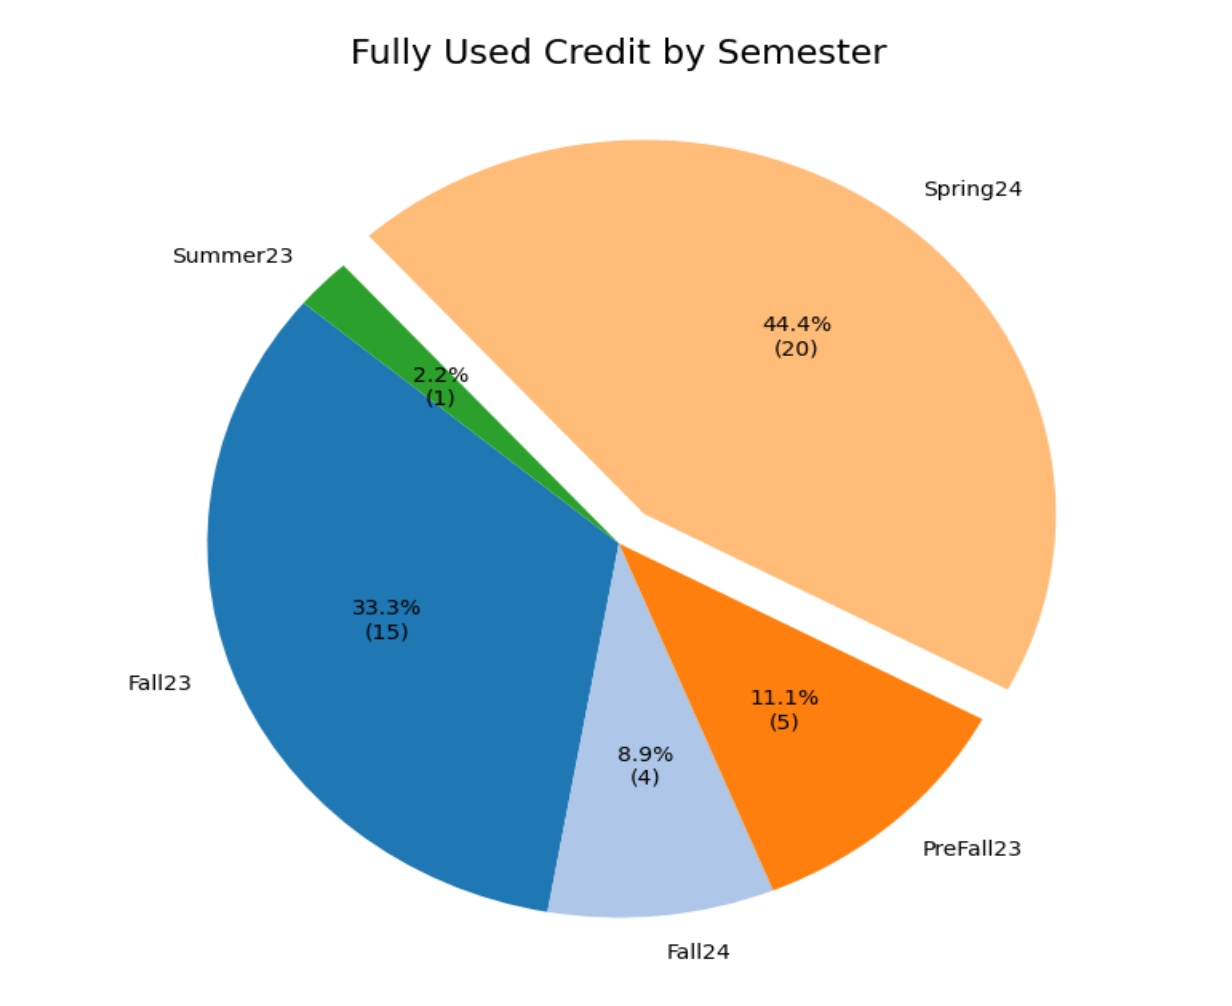 Fully Used Credit by Semester
Spring24
Summer23
44.4%
(20)
2.2%
(1)
33.3%
(15)
Fall23
11.1%
(5)
8.9%
(4)
PreFall23
Fall24